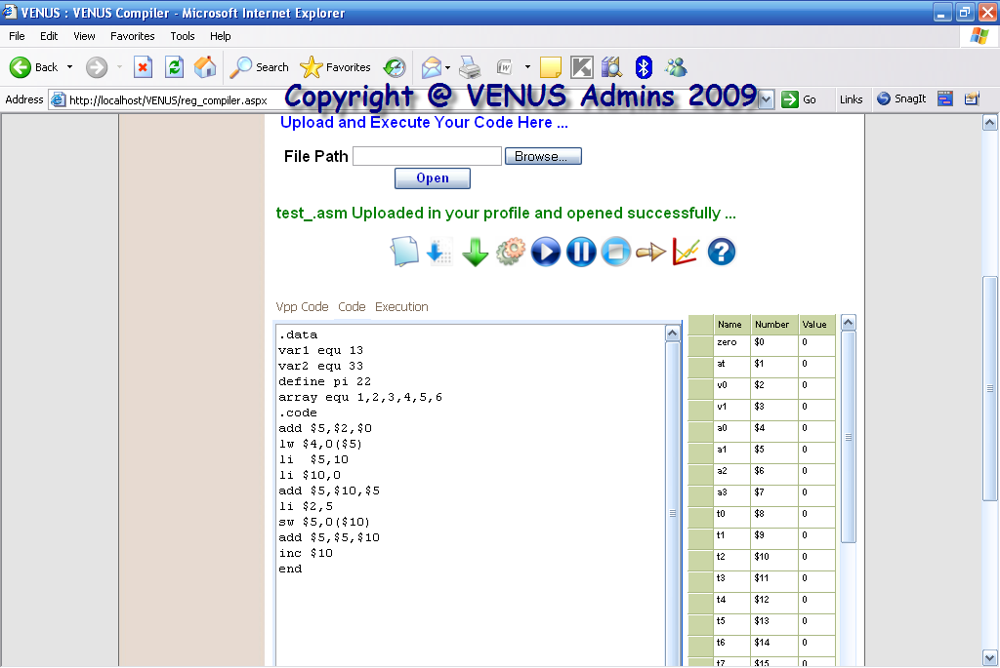 VENUS : VENUS Compiler - Microsoft Internet Explorer
File Edit View Favorites Tools Help
Back Search Favorites
Address http://localhost/VENUS/reg_compiler.aspx Go Links SnagIt
Copyright @ VENUS Admins 2009
Upload and Execute Your Code Here ...
File Path Browse...
Open
test_.asm Uploaded in your profile and opened successfully ...
Vpp Code Code Execution
.data
var1 equ 13
var2 equ 33
define pi 22
array equ 1,2,3,4,5,6
.code
add $5,$2,$0
lw $4,0($5)
li  $5,10
li $10,0
add $5,$10,$5
li $2,5
sw $5,0($10)
add $5,$5,$10
inc $10
end
Name Number Value
zero $0 0
at $1 0
v0 $2 0
v1 $3 0
a0 $4 0
a1 $5 0
a2 $6 0
a3 $7 0
t0 $8 0
t1 $9 0
t2 $10 0
t3 $11 0
t4 $12 0
t5 $13 0
t6 $14 0
t7 $15 0